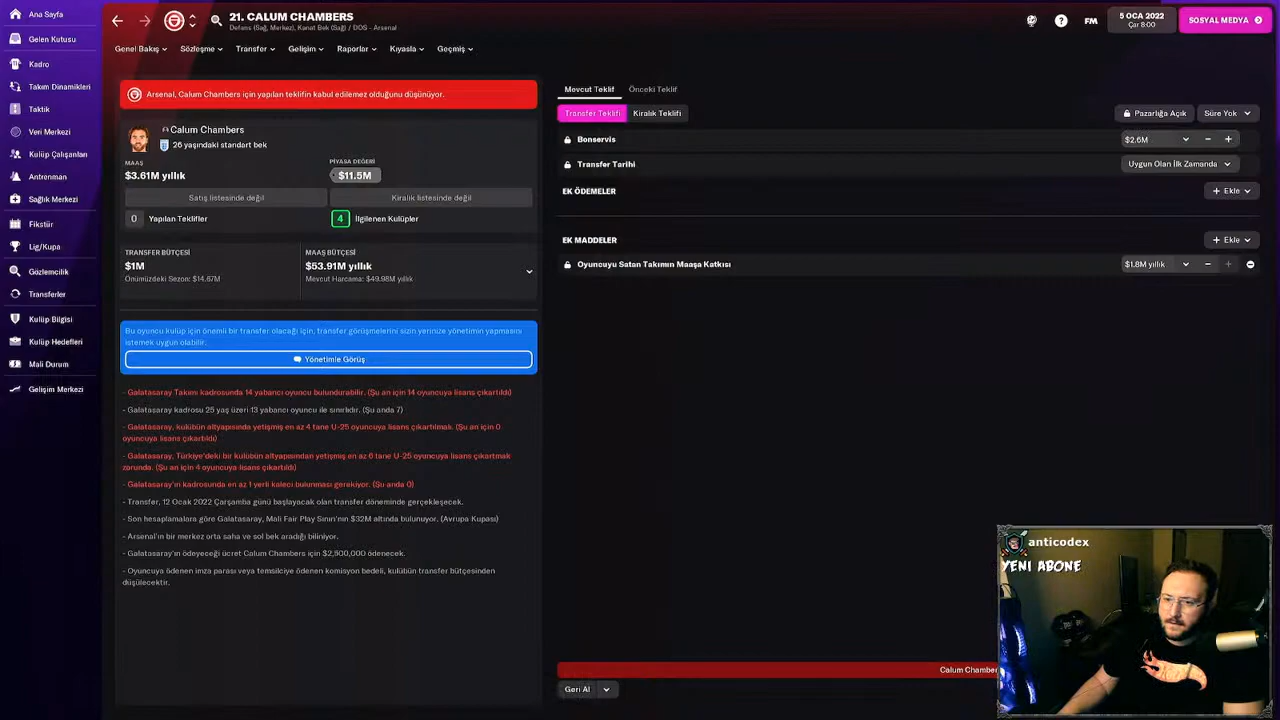 Ana Sayfa
Gelen Kutusu
Kadro
Takım Dinamikleri
Taktik
Veri Merkezi
Kulüp Çalışanları
Antrenman
Sağlık Merkezi
Fikstür
Lig/Kupa
Gözlemcilik
Transferler
Kulüp Bilgisi
Kulüp Hedefleri
Mali Durum
Gelişim Merkezi
21. CALUM CHAMBERS
Defans (Sağ, Merkez), Kanat Bek (Sağ) / DOS - Arsenal
FM
5 OCA 2022
Çar 8:00
SOSYAL MEDYA
Genel Bakış
Sözleşme
Transfer
Gelişim
Raporlar
Kıyasla
Geçmiş
Arsenal, Calum Chambers için yapılan teklifin kabul edilemez olduğunu düşünüyor.
Calum Chambers
26 yaşındaki standart bek
MAAŞ
$3.61M yıllık
PİYASA DEĞERİ
$11.5M
Satış listesinde değil
Kiralık listesinde değil
0 Yapılan Teklifler
4 İlgilenen Kulüpler
TRANSFER BÜTÇESİ
$1M
Önümüzdeki Sezon: $14.67M
MAAŞ BÜTÇESİ
$53.91M yıllık
Mevcut Harcama: $49.98M yıllık
Bu oyuncu kulüp için önemli bir transfer olacağı için, transfer görüşmelerini sizin yerinize yönetimin yapmasını
istemek uygun olabilir.
Yönetimle Görüş
- Galatasaray Takımı kadrosunda 14 yabancı oyuncu bulundurabilir. (Şu an için 14 oyuncuya lisans çıkartıldı)
- Galatasaray kadrosu 25 yaş üzeri 13 yabancı oyuncu ile sınırlıdır. (Şu anda 7)
- Galatasaray, kulübün altyapısında yetişmiş en az 4 tane U-25 oyuncuya lisans çıkartılmalı. (Şu an için 0
oyuncuya lisans çıkartıldı)
- Galatasaray, Türkiye'deki bir kulübün altyapısından yetişmiş en az 6 tane U-25 oyuncuya lisans çıkartmak
zorunda. (Şu an için 4 oyuncuya lisans çıkartıldı)
- Galatasaray'ın kadrosunda en az 1 yerli kaleci bulunması gerekiyor. (Şu anda 0)
- Transfer, 12 Ocak 2022 Çarşamba günü başlayacak olan transfer döneminde gerçekleşecek.
- Son hesaplamalara göre Galatasaray, Mali Fair Play Sınırı'nın $32M altında bulunuyor. (Avrupa Kupası)
- Arsenal'ın bir merkez orta saha ve sol bek aradığı biliniyor.
- Galatasaray'ın ödeyeceği ücret Calum Chambers için $2,600,000 ödenecek.
- Oyuncuya ödenen imza parası veya temsilciye ödenen komisyon bedeli, kulübün transfer bütçesinden
düşülecektir.
Mevcut Teklif
Önceki Teklif
Transfer Teklifi
Kiralık Teklifi
Pazarlığa Açık
Süre Yok
Bonservis
$2.6M
Transfer Tarihi
Uygun Olan İlk Zamanda
EK ÖDEMELER
+ Ekle
EK MADDELER
+ Ekle
Oyuncuyu Satan Takımın Maaşa Katkısı
$1.8M yıllık
Calum Chamber
Geri Al
anticodex
YENİ ABONE